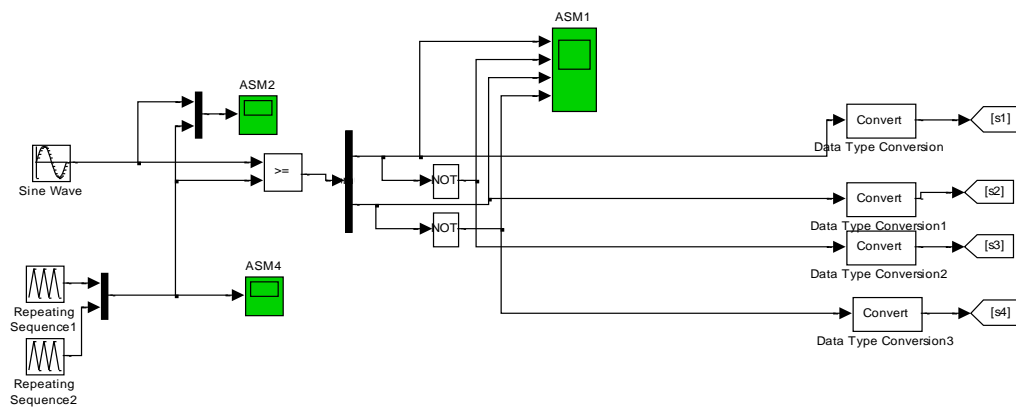 ASM1
ASM2
[s1]
Convert
Data Type Conversion
>=
Sine Wave
NOT
Convert
[s2]
Data Type Conversion1
NOT
Convert
[s3]
Data Type Conversion2
ASM4
Repeating
Sequence1
Convert
[s4]
Data Type Conversion3
Repeating
Sequence2